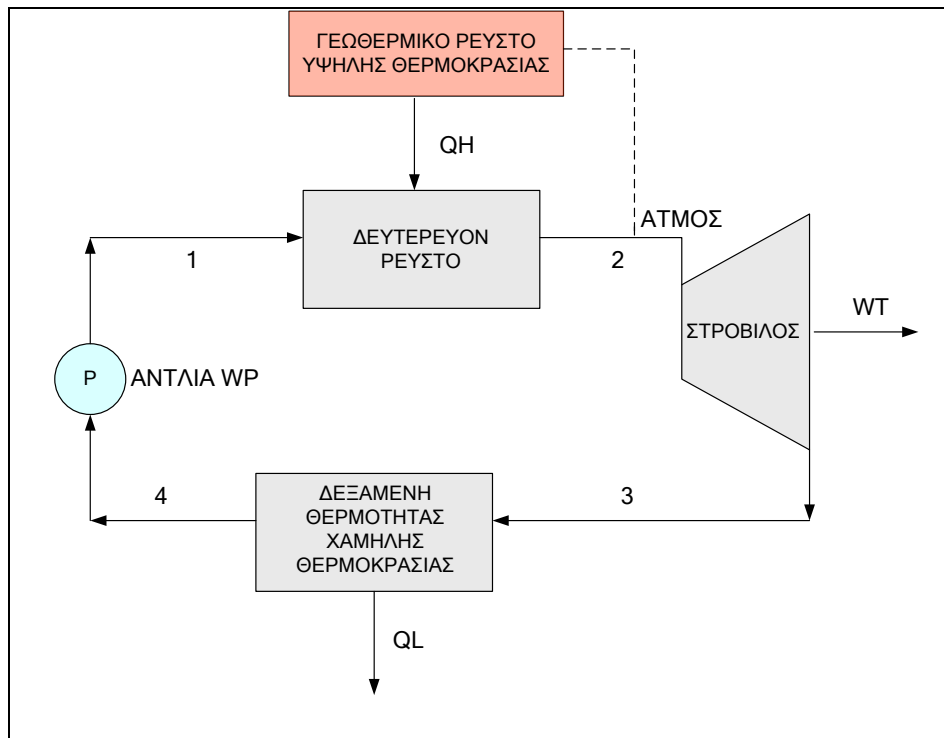 ΓΕΩΘΕΡΜΙΚΟ ΡΕΥΣΤΟ
ΥΨΗΛΗΣ ΘΕΡΜΟΚΡΑΣΙΑΣ
QH
ΑΤΜΟΣ
ΔΕΥΤΕΡΕΥΟΝ
ΡΕΥΣΤΟ
1
2
WT
ΣΤΡΟΒΙΛΟΣ
P
ΑΝΤΛΙΑ WP
4
ΔΕΞΑΜΕΝΗ
ΘΕΡΜΟΤΗΤΑΣ
ΧΑΜΗΛΗΣ
ΘΕΡΜΟΚΡΑΣΙΑΣ
3
QL